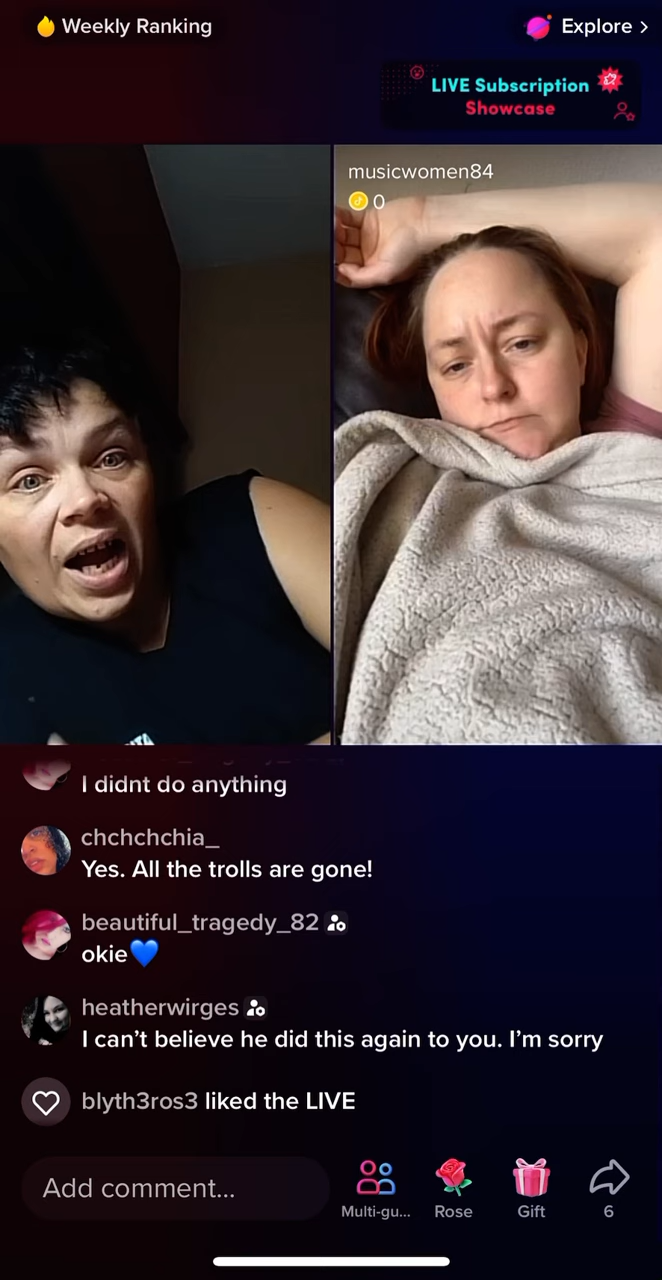 Weekly Ranking
Explore >
LIVE Subscription
Showcase
musicwomen84
0
I didnt do anything
chchchchia_
Yes. All the trolls are gone!
beautiful_tragedy_82
okie💙
heatherwirges
I can’t believe he did this again to you. I’m sorry
blyth3ros3 liked the LIVE
Add comment...
Multi-gu...
Rose
Gift
6